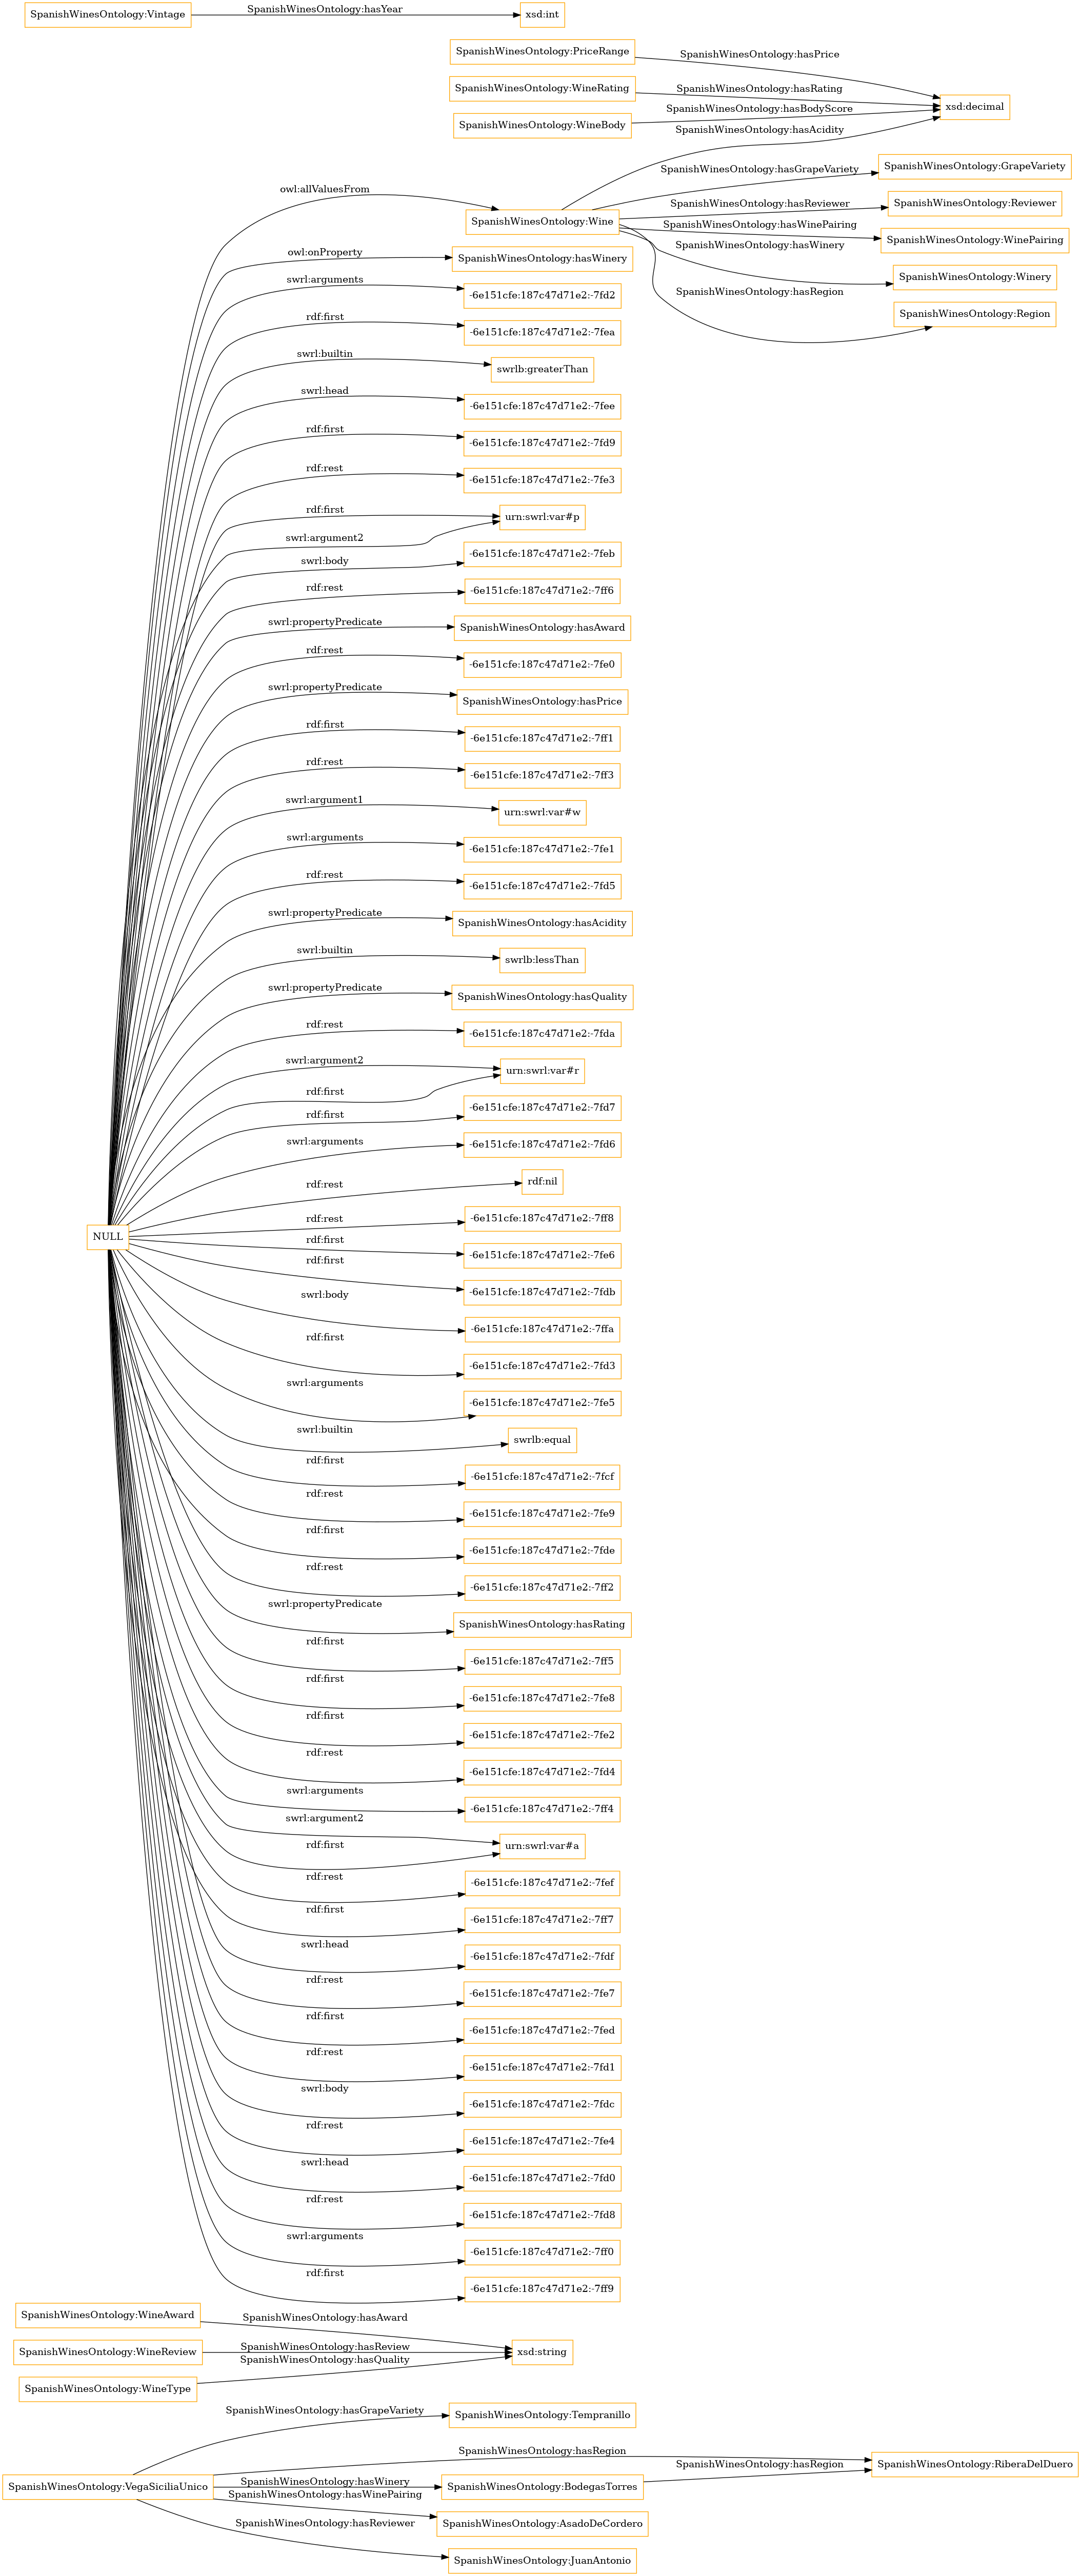 SpanishWinesOntology:Vintage
SpanishWinesOntology:hasYear
xsd:int
SpanishWinesOntology:PriceRange
SpanishWinesOntology:hasPrice
SpanishWinesOntology:WineRating
SpanishWinesOntology:hasRating
xsd:decimal
SpanishWinesOntology:WineBody
SpanishWinesOntology:hasBodyScore
SpanishWinesOntology:hasAcidity
SpanishWinesOntology:hasGrapeVariety
SpanishWinesOntology:GrapeVariety
owl:allValuesFrom
SpanishWinesOntology:Wine
SpanishWinesOntology:hasReviewer
SpanishWinesOntology:Reviewer
SpanishWinesOntology:hasWinePairing
SpanishWinesOntology:WinePairing
SpanishWinesOntology:hasWinery
SpanishWinesOntology:Winery
SpanishWinesOntology:hasRegion
SpanishWinesOntology:Region
owl:onProperty
SpanishWinesOntology:hasWinery
swrl:arguments
-6e151cfe:187c47d71e2:-7fd2
rdf:first
-6e151cfe:187c47d71e2:-7fea
swrl:builtin
swrlb:greaterThan
swrl:head
-6e151cfe:187c47d71e2:-7fee
rdf:first
-6e151cfe:187c47d71e2:-7fd9
rdf:rest
-6e151cfe:187c47d71e2:-7fe3
rdf:first
urn:swrl:var#p
swrl:argument2
swrl:body
-6e151cfe:187c47d71e2:-7feb
rdf:rest
-6e151cfe:187c47d71e2:-7ff6
swrl:propertyPredicate
SpanishWinesOntology:hasAward
rdf:rest
-6e151cfe:187c47d71e2:-7fe0
swrl:propertyPredicate
SpanishWinesOntology:hasPrice
rdf:first
-6e151cfe:187c47d71e2:-7ff1
rdf:rest
-6e151cfe:187c47d71e2:-7ff3
swrl:argument1
urn:swrl:var#w
swrl:arguments
-6e151cfe:187c47d71e2:-7fe1
rdf:rest
-6e151cfe:187c47d71e2:-7fd5
swrl:propertyPredicate
SpanishWinesOntology:hasAcidity
swrl:builtin
swrlb:lessThan
swrl:propertyPredicate
SpanishWinesOntology:hasQuality
rdf:rest
-6e151cfe:187c47d71e2:-7fda
swrl:argument2
urn:swrl:var#r
rdf:first
rdf:first
-6e151cfe:187c47d71e2:-7fd7
swrl:arguments
-6e151cfe:187c47d71e2:-7fd6
rdf:rest
rdf:nil
NULL
rdf:rest
-6e151cfe:187c47d71e2:-7ff8
rdf:first
-6e151cfe:187c47d71e2:-7fe6
rdf:first
-6e151cfe:187c47d71e2:-7fdb
swrl:body
-6e151cfe:187c47d71e2:-7ffa
rdf:first
-6e151cfe:187c47d71e2:-7fd3
swrl:arguments
-6e151cfe:187c47d71e2:-7fe5
swrl:builtin
swrlb:equal
rdf:first
-6e151cfe:187c47d71e2:-7fcf
rdf:rest
-6e151cfe:187c47d71e2:-7fe9
rdf:first
-6e151cfe:187c47d71e2:-7fde
rdf:rest
-6e151cfe:187c47d71e2:-7ff2
swrl:propertyPredicate
SpanishWinesOntology:hasRating
rdf:first
-6e151cfe:187c47d71e2:-7ff5
rdf:first
-6e151cfe:187c47d71e2:-7fe8
rdf:first
-6e151cfe:187c47d71e2:-7fe2
rdf:rest
-6e151cfe:187c47d71e2:-7fd4
swrl:arguments
-6e151cfe:187c47d71e2:-7ff4
swrl:argument2
urn:swrl:var#a
rdf:first
rdf:rest
-6e151cfe:187c47d71e2:-7fef
rdf:first
-6e151cfe:187c47d71e2:-7ff7
swrl:head
-6e151cfe:187c47d71e2:-7fdf
rdf:rest
-6e151cfe:187c47d71e2:-7fe7
rdf:first
-6e151cfe:187c47d71e2:-7fed
rdf:rest
-6e151cfe:187c47d71e2:-7fd1
swrl:body
-6e151cfe:187c47d71e2:-7fdc
rdf:rest
-6e151cfe:187c47d71e2:-7fe4
swrl:head
-6e151cfe:187c47d71e2:-7fd0
rdf:rest
-6e151cfe:187c47d71e2:-7fd8
swrl:arguments
-6e151cfe:187c47d71e2:-7ff0
rdf:first
-6e151cfe:187c47d71e2:-7ff9
SpanishWinesOntology:WineAward
SpanishWinesOntology:hasAward
SpanishWinesOntology:WineReview
SpanishWinesOntology:hasReview
xsd:string
SpanishWinesOntology:WineType
SpanishWinesOntology:hasQuality
SpanishWinesOntology:hasGrapeVariety
SpanishWinesOntology:Tempranillo
SpanishWinesOntology:hasRegion
SpanishWinesOntology:VegaSiciliaUnico
SpanishWinesOntology:hasWinery
SpanishWinesOntology:BodegasTorres
SpanishWinesOntology:hasRegion
SpanishWinesOntology:RiberaDelDuero
SpanishWinesOntology:hasWinePairing
SpanishWinesOntology:AsadoDeCordero
SpanishWinesOntology:hasReviewer
SpanishWinesOntology:JuanAntonio